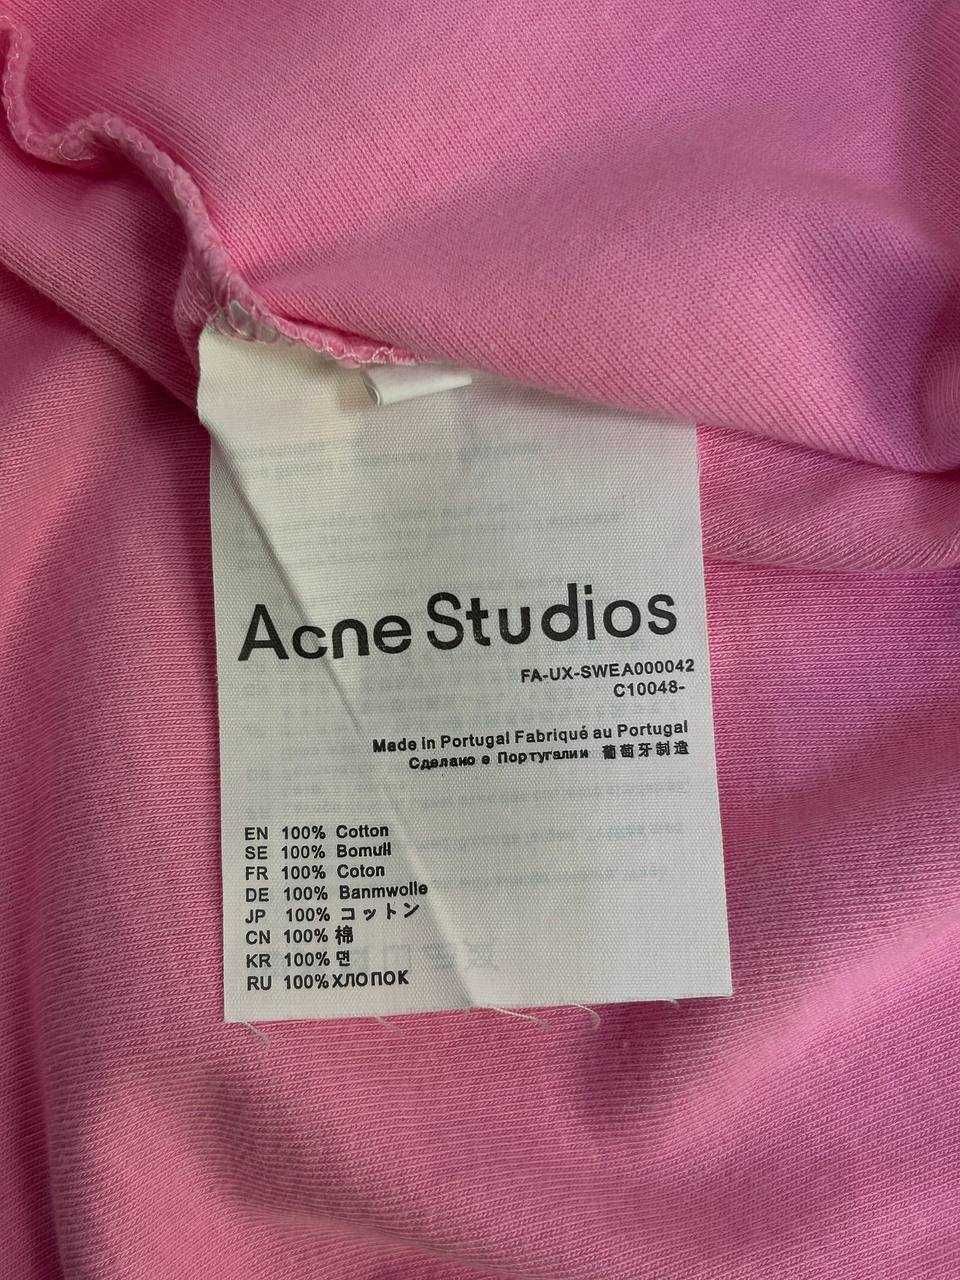 Acne Studios
FA-UX-SWEA000042
C10048-
Made in Portugal Fabriqué au Portugal
Сделано в Португалии 葡萄牙制造
EN 100% Cotton
SE 100% Bomull
FR 100% Coton
DE 100% Banmwolle
JP 100% コットン
CN 100% 棉
KR 100% 면
RU 100% ХЛОПОК